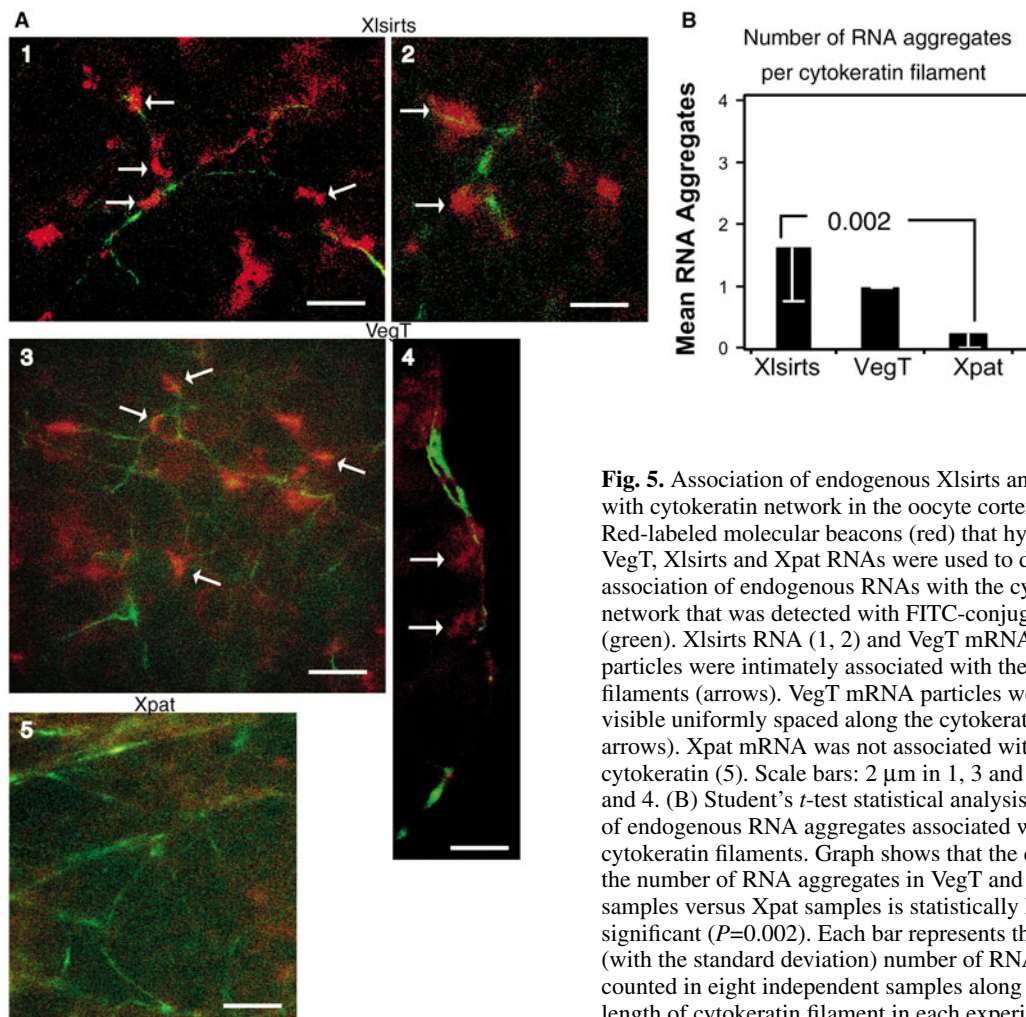 A
Xlsirts
1
2
VegT
3
4
Xpat
5
B
Number of RNA aggregates
per cytokeratin filament
Mean RNA Aggregates
4
3
2
1
0
0.002
Xlsirts VegT Xpat
Fig. 5. Association of endogenous Xlsirts an
with cytokeratin network in the oocyte corte
Red-labeled molecular beacons (red) that hy
VegT, Xlsirts and Xpat RNAs were used to d
association of endogenous RNAs with the cy
network that was detected with FITC-conjug
(green). Xlsirts RNA (1, 2) and VegT mRNA
particles were intimately associated with the
filaments (arrows). VegT mRNA particles we
visible uniformly spaced along the cytokerat
arrows). Xpat mRNA was not associated wit
cytokeratin (5). Scale bars: 2 μm in 1, 3 and
and 4. (B) Student's t-test statistical analysis
of endogenous RNA aggregates associated w
cytokeratin filaments. Graph shows that the
the number of RNA aggregates in VegT and
samples versus Xpat samples is statistically
significant (P=0.002). Each bar represents th
(with the standard deviation) number of RNA
counted in eight independent samples along
length of cytokeratin filament in each experi